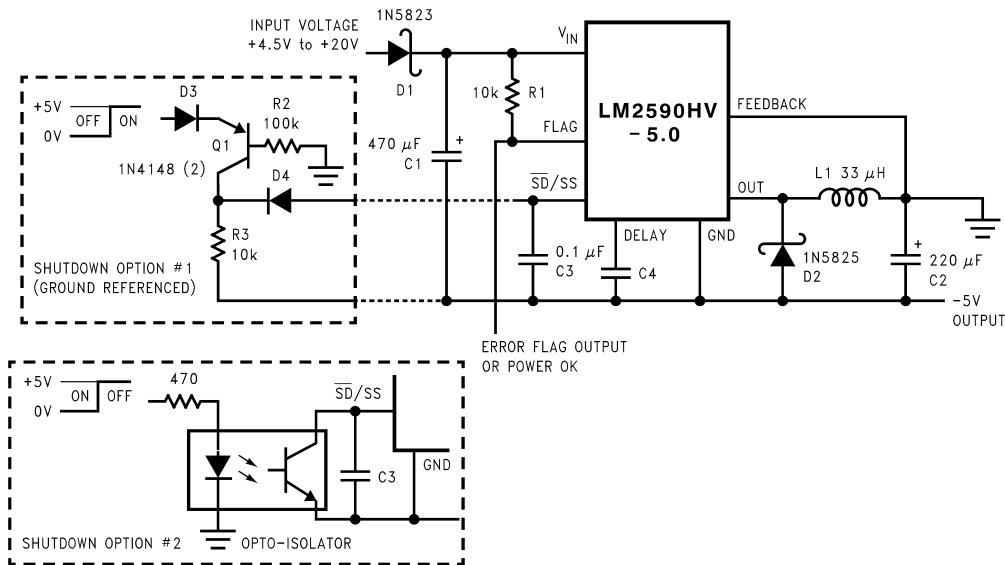 1N5823
INPUT VOLTAGE
+4.5V to +20V
D1
VIN
10k R1
FLAG
LM2590HV
-5.0
FEEDBACK
OUT
L1 33 μH
470 μF
C1
+
SD/SS
DELAY
GND
0.1 μF
C3
C4
1N5825
D2
+
220 μF
C2
-5V
OUTPUT
ERROR FLAG OUTPUT
OR POWER OK
+5V
OFF ON
0V
D3
R2
100k
Q1
1N4148 (2)
D4
R3
10k
SHUTDOWN OPTION #1
(GROUND REFERENCED)
+5V
ON OFF
0V
470
SD/SS
GND
C3
SHUTDOWN OPTION #2
OPTO-ISOLATOR